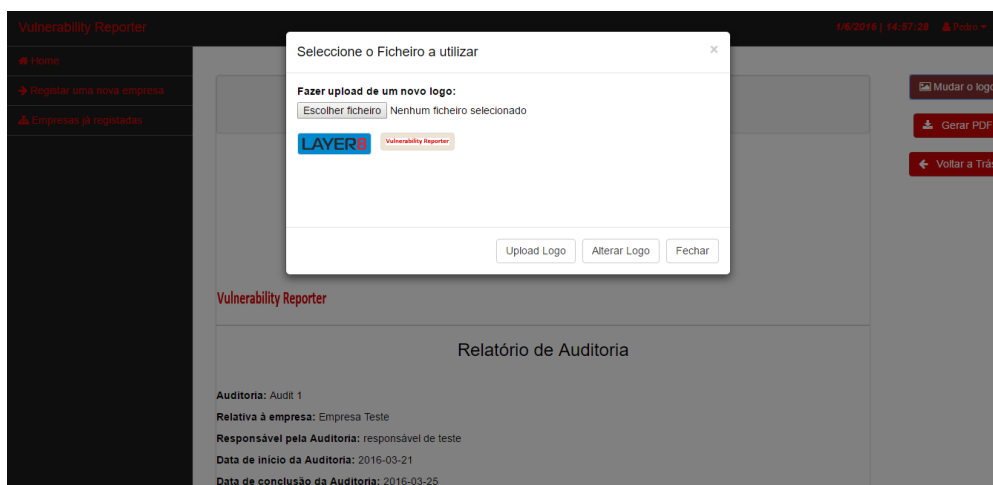 Vulnerability Reporter
1/6/2016 | 14:57:28 Pedro
Home
Registar uma nova empresa
Empresas já registadas
Seleccione o Ficheiro a utilizar ×
Fazer upload de um novo logo:
Escolher ficheiro Nenhum ficheiro selecionado
LAYER8 Vulnerability Reporter
Upload Logo Alterar Logo Fechar
Mudar o logo
Gerar PDF
Voltar a Trás
Vulnerability Reporter
Relatório de Auditoria
Auditoria: Audit 1
Relativa à empresa: Empresa Teste
Responsável pela Auditoria: responsável de teste
Data de início da Auditoria: 2016-03-21
Data de conclusão da Auditoria: 2016-03-25